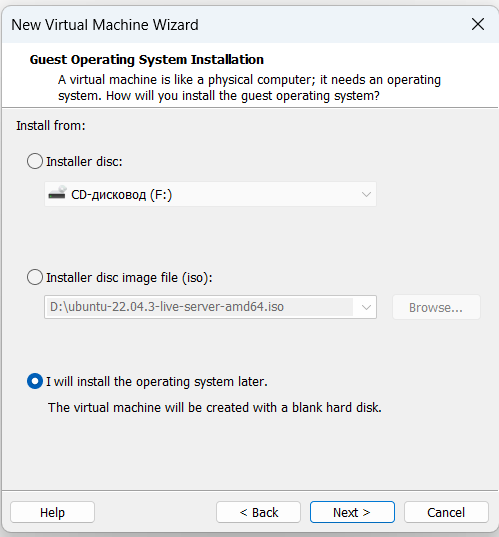 New Virtual Machine Wizard
Guest Operating System Installation
A virtual machine is like a physical computer; it needs an operating
system. How will you install the guest operating system?
Install from:
Installer disc:
CD-дисковод (F:)
Installer disc image file (iso):
D:\ubuntu-22.04.3-live-server-amd64.iso
Browse...
I will install the operating system later.
The virtual machine will be created with a blank hard disk.
Help
< Back
Next >
Cancel